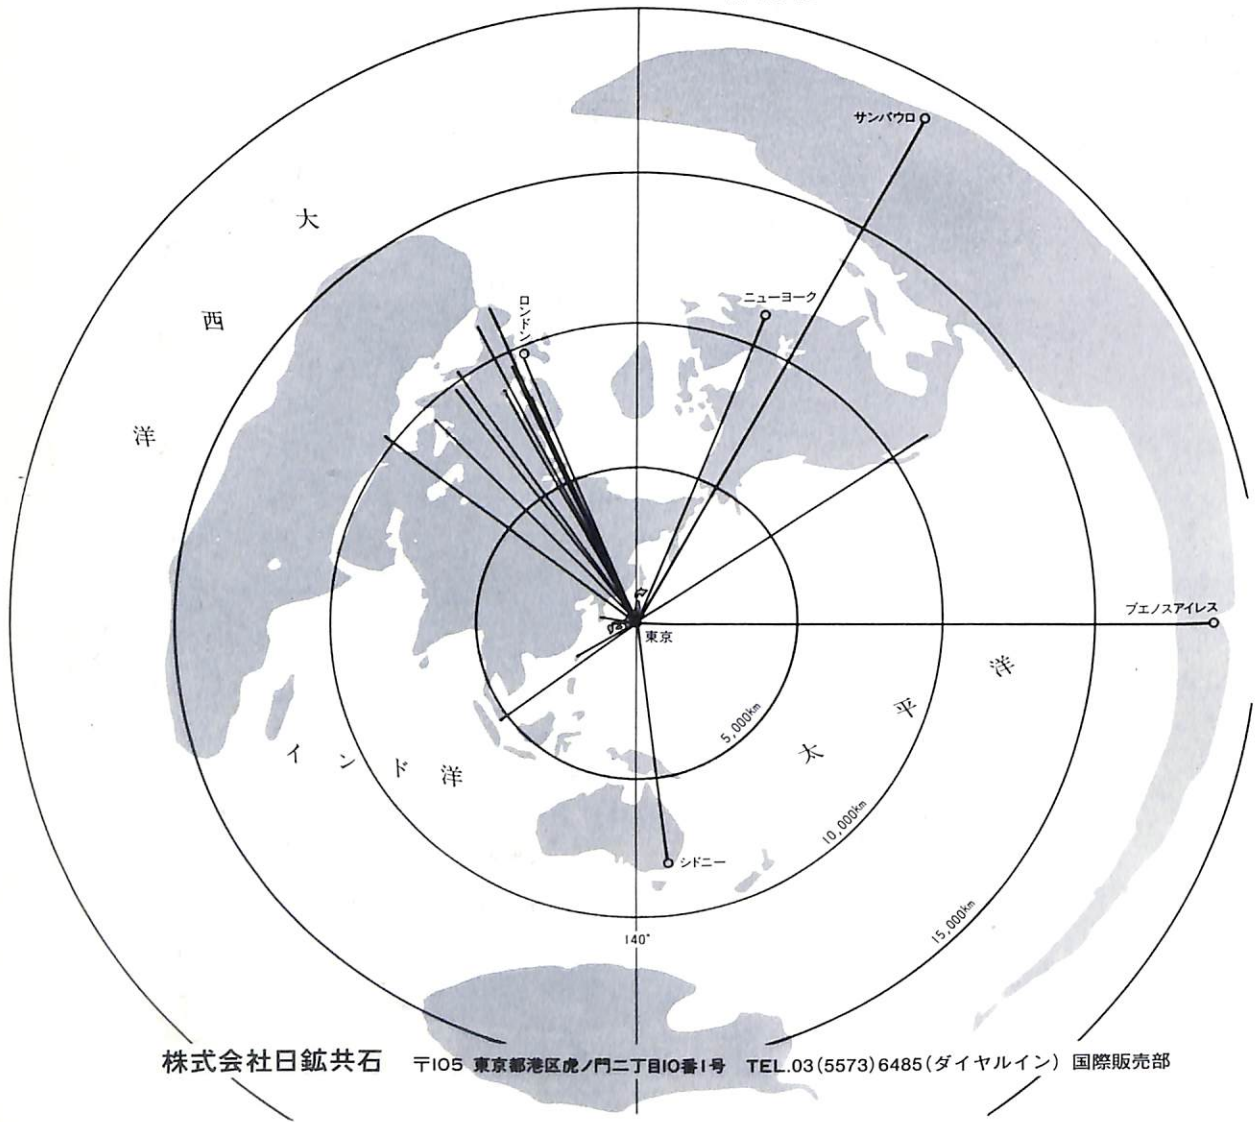 サンパウロ
大
西
洋
ロンドン
ニューヨーク
東京
ブエノスアイレス
インド洋
太平洋
5,000km
10,000km
15,000km
シドニー
140°
株式会社日鉱共石 〒105 東京都港区虎ノ門二丁目10番1号 TEL.03(5573)6485(ダイヤルイン) 国際販売部